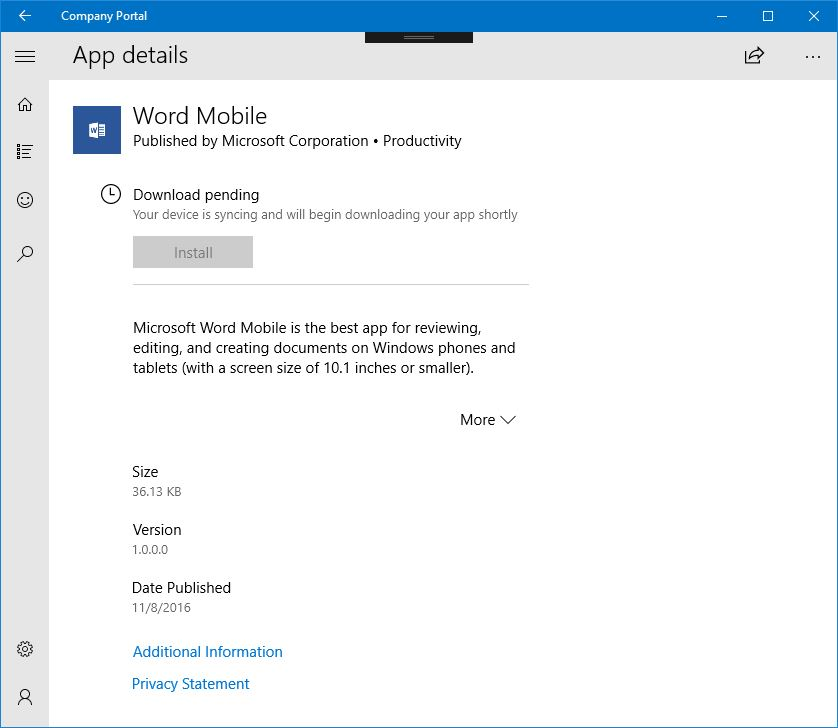 Company Portal
App details
Word Mobile
Published by Microsoft Corporation • Productivity
Download pending
Your device is syncing and will begin downloading your app shortly
Install
Microsoft Word Mobile is the best app for reviewing,
editing, and creating documents on Windows phones and
tablets (with a screen size of 10.1 inches or smaller).
More
Size
36.13 KB
Version
1.0.0.0
Date Published
11/8/2016
Additional Information
Privacy Statement